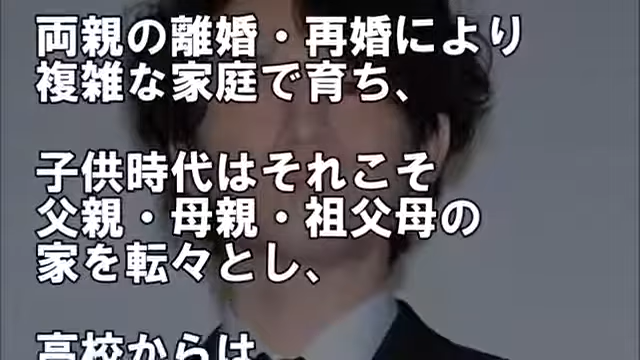 両親の離婚・再婚により
複雑な家庭で育ち、
子供時代はそれこそ
父親・母親・祖父母の
家を転々とし、
高校からは